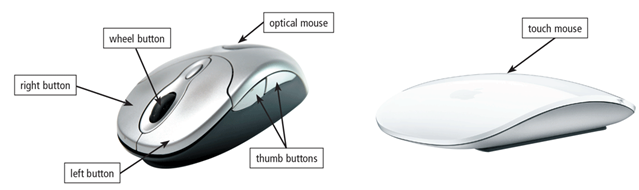 optical mouse
wheel button
right button
left button
thumb buttons
touch mouse